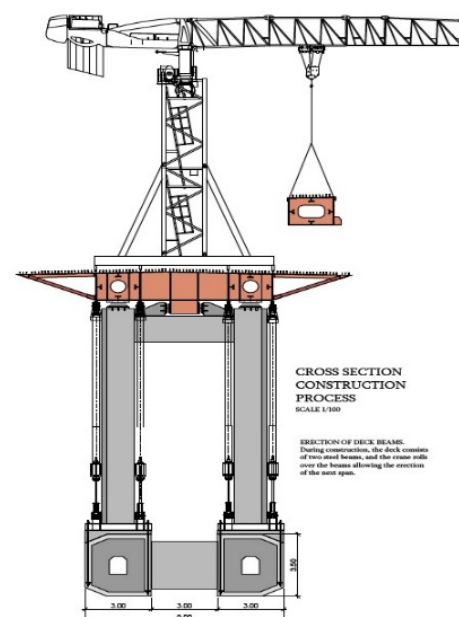 CROSS SECTION
CONSTRUCTION
PROCESS
SCALE 1/100
ERECTION OF DECK BEAMS.
During construction, the deck consists
of two steel beams, and the crane rolls
over the beams allowing the erection
of the next span.
3.50
3.00
3.00
3.00